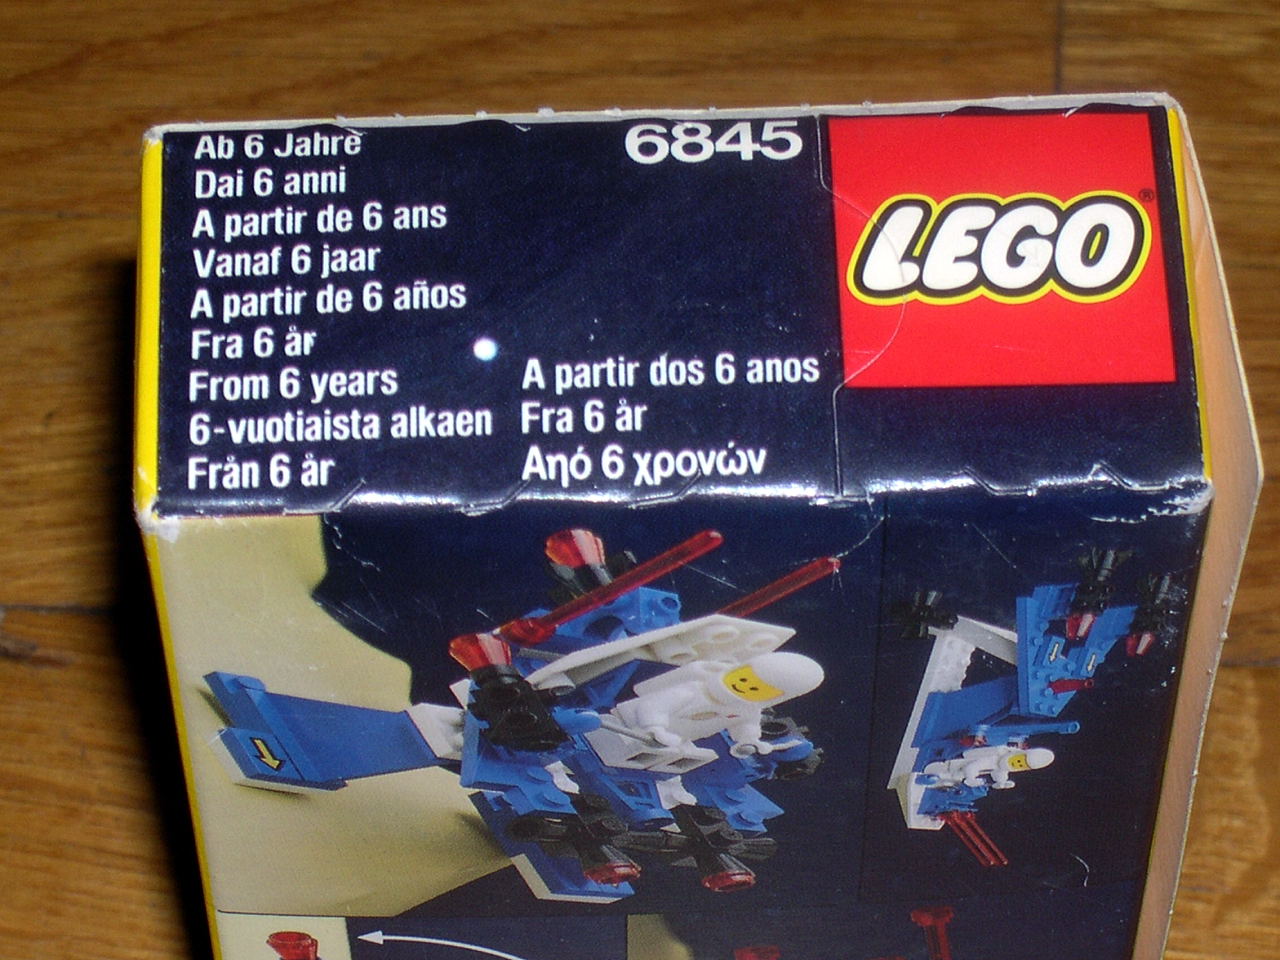 Ab 6 Jahre
Dai 6 anni
A partir de 6 ans
Vanaf 6 jaar
A partir de 6 años
Fra 6 år
From 6 years
6-vuotiaista alkaen
Från 6 år
A partir dos 6 anos
Fra 6 år
Από 6 χρονών
6845
LEGO®